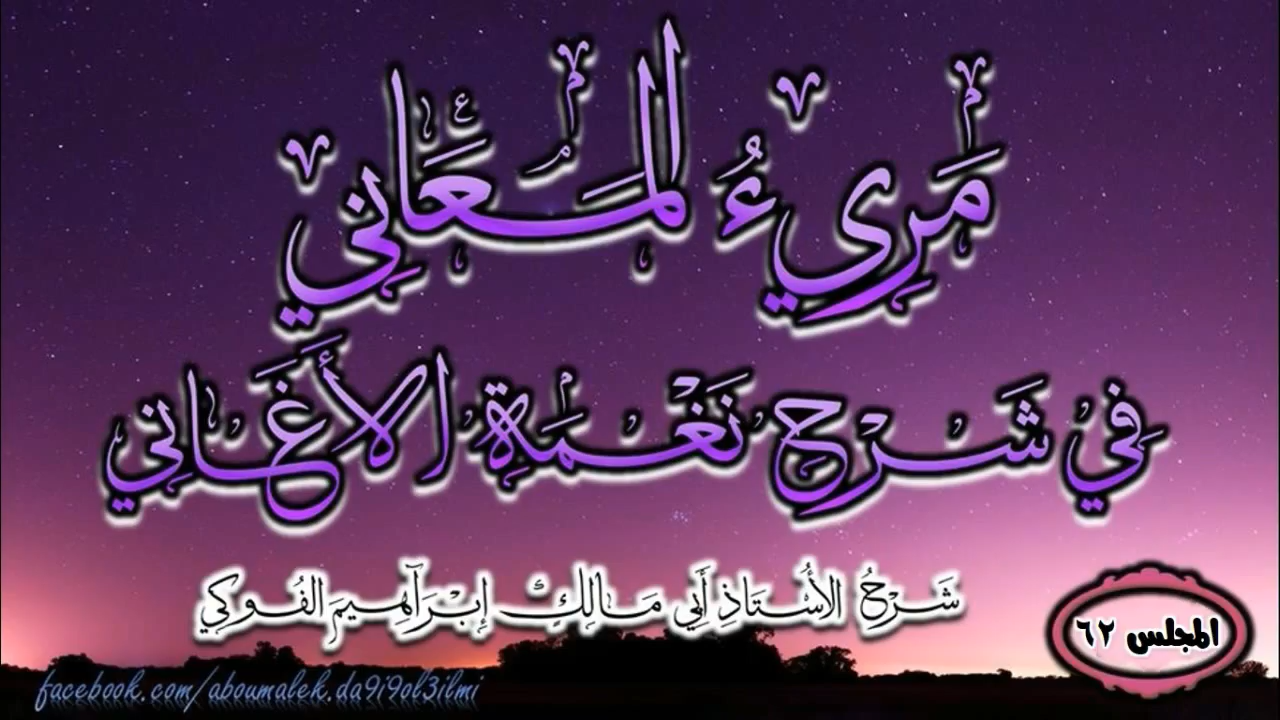 مَرِيءُ المَعَانِي
فِي شَرْحِ نَغْمَةِ الأَغَانِي
شَرْحُ الأُسْتَاذِ أَبِي مَالِكٍ إِبْرَاهِيمَ الفُوكِي
المجلس ٦٢
facebook.com/aboumalek.da9i9ol3ilmi